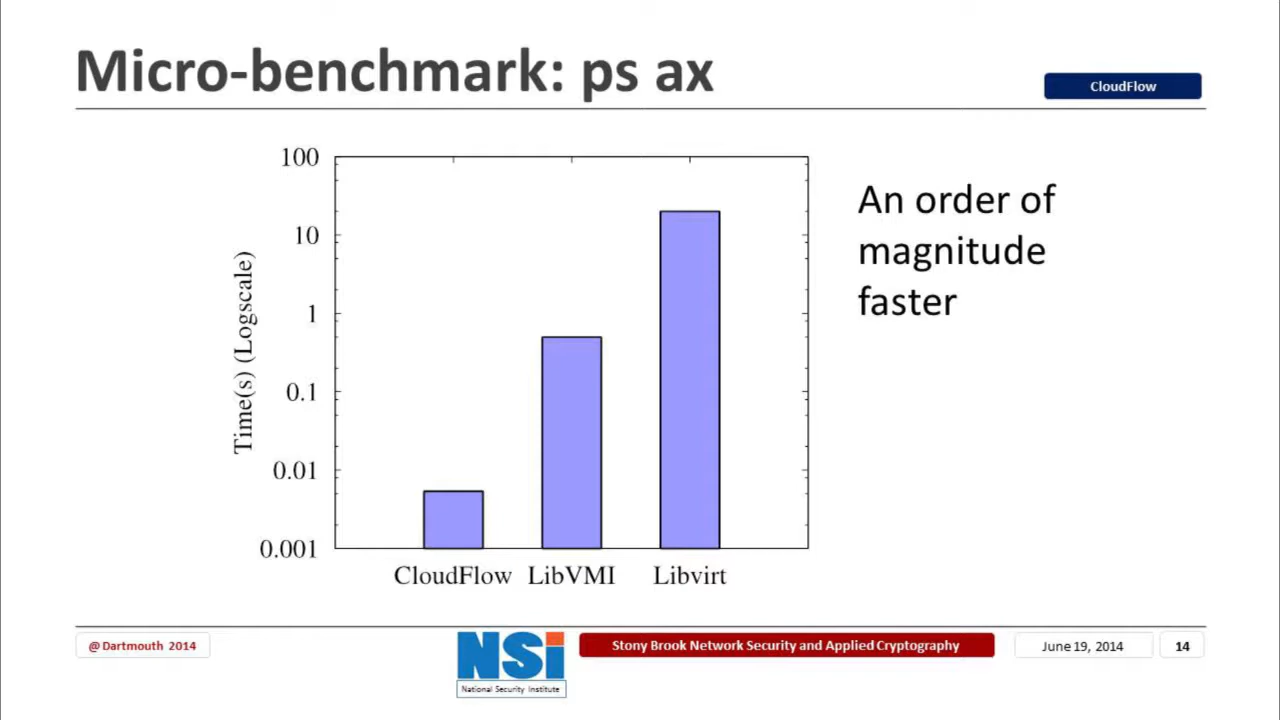 Micro-benchmark: ps ax
CloudFlow
100
10
1
0.1
0.01
0.001
Time(s) (Logscale)
CloudFlow LibVMI Libvirt
An order of
magnitude
faster
@ Dartmouth 2014
NSi
National Security Institute
Stony Brook Network Security and Applied Cryptography
June 19, 2014
14